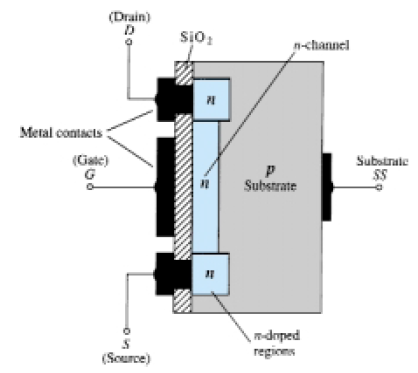 (Drain)
D
SiO2
n-channel
n
Metal contacts
(Gate)
G
n
p
Substrate
Substrate
SS
n
S
(Source)
n-doped
regions